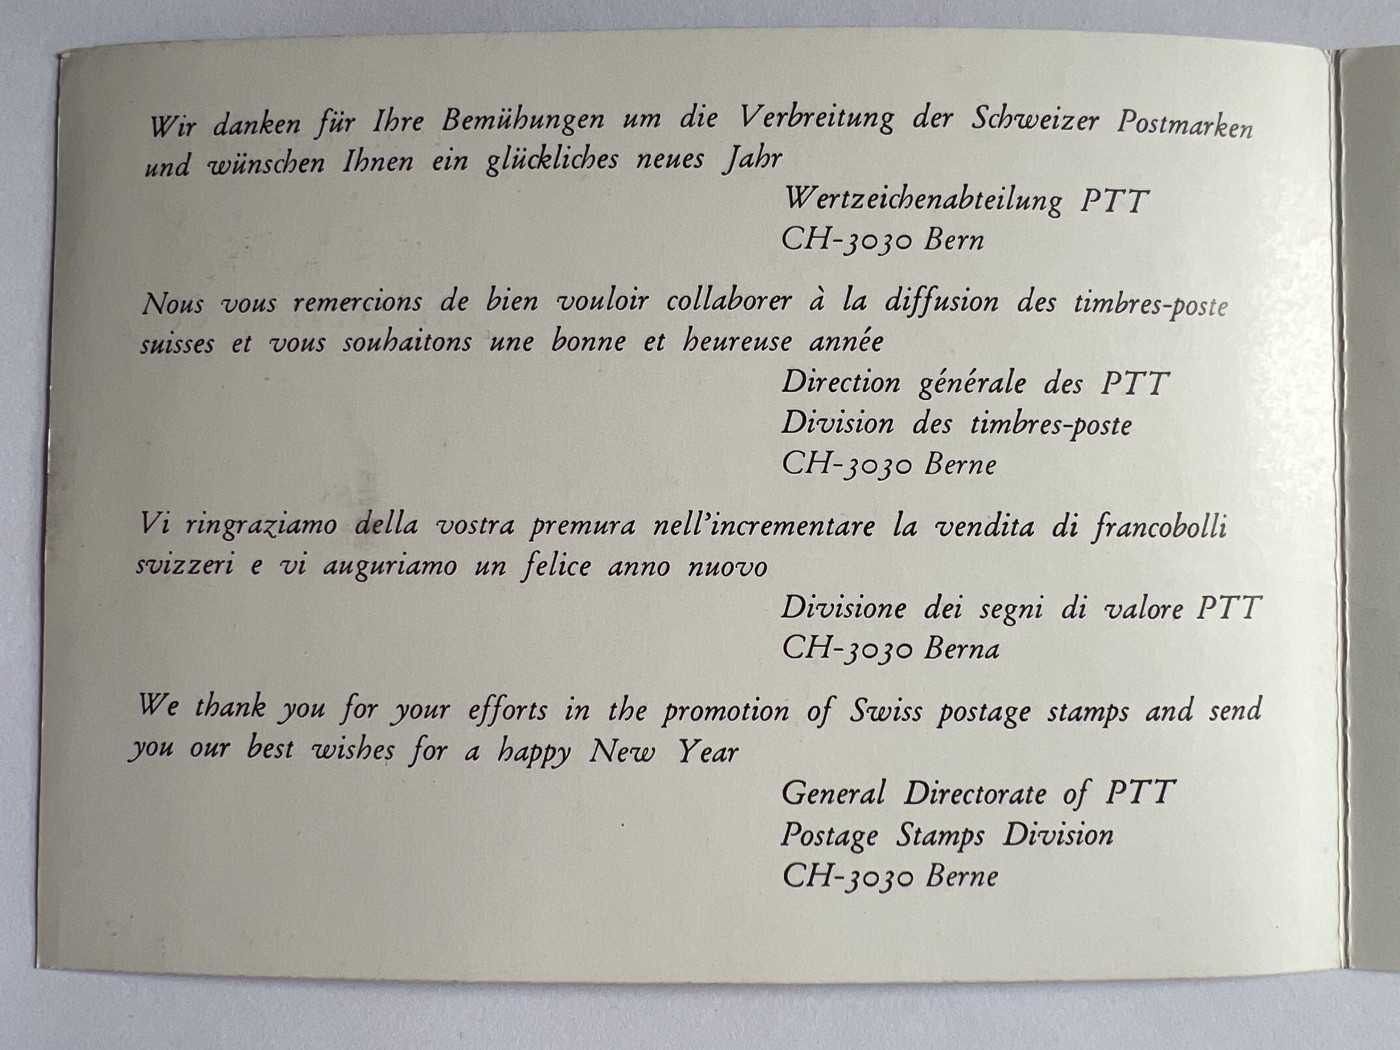 Wir danken für Ihre Bemühungen um die Verbreitung der Schweizer Postmarken
und wünschen Ihnen ein glückliches neues Jahr
Wertzeichenabteilung PTT
CH-3030 Bern
Nous vous remercions de bien vouloir collaborer à la diffusion des timbres-poste
suisses et vous souhaitons une bonne et heureuse année
Direction générale des PTT
Division des timbres-poste
CH-3030 Berne
Vi ringraziamo della vostra premura nell'incrementare la vendita di francobolli
svizzeri e vi auguriamo un felice anno nuovo
Divisione dei segni di valore PTT
CH-3030 Berna
We thank you for your efforts in the promotion of Swiss postage stamps and send
you our best wishes for a happy New Year
General Directorate of PTT
Postage Stamps Division
CH-3030 Berne